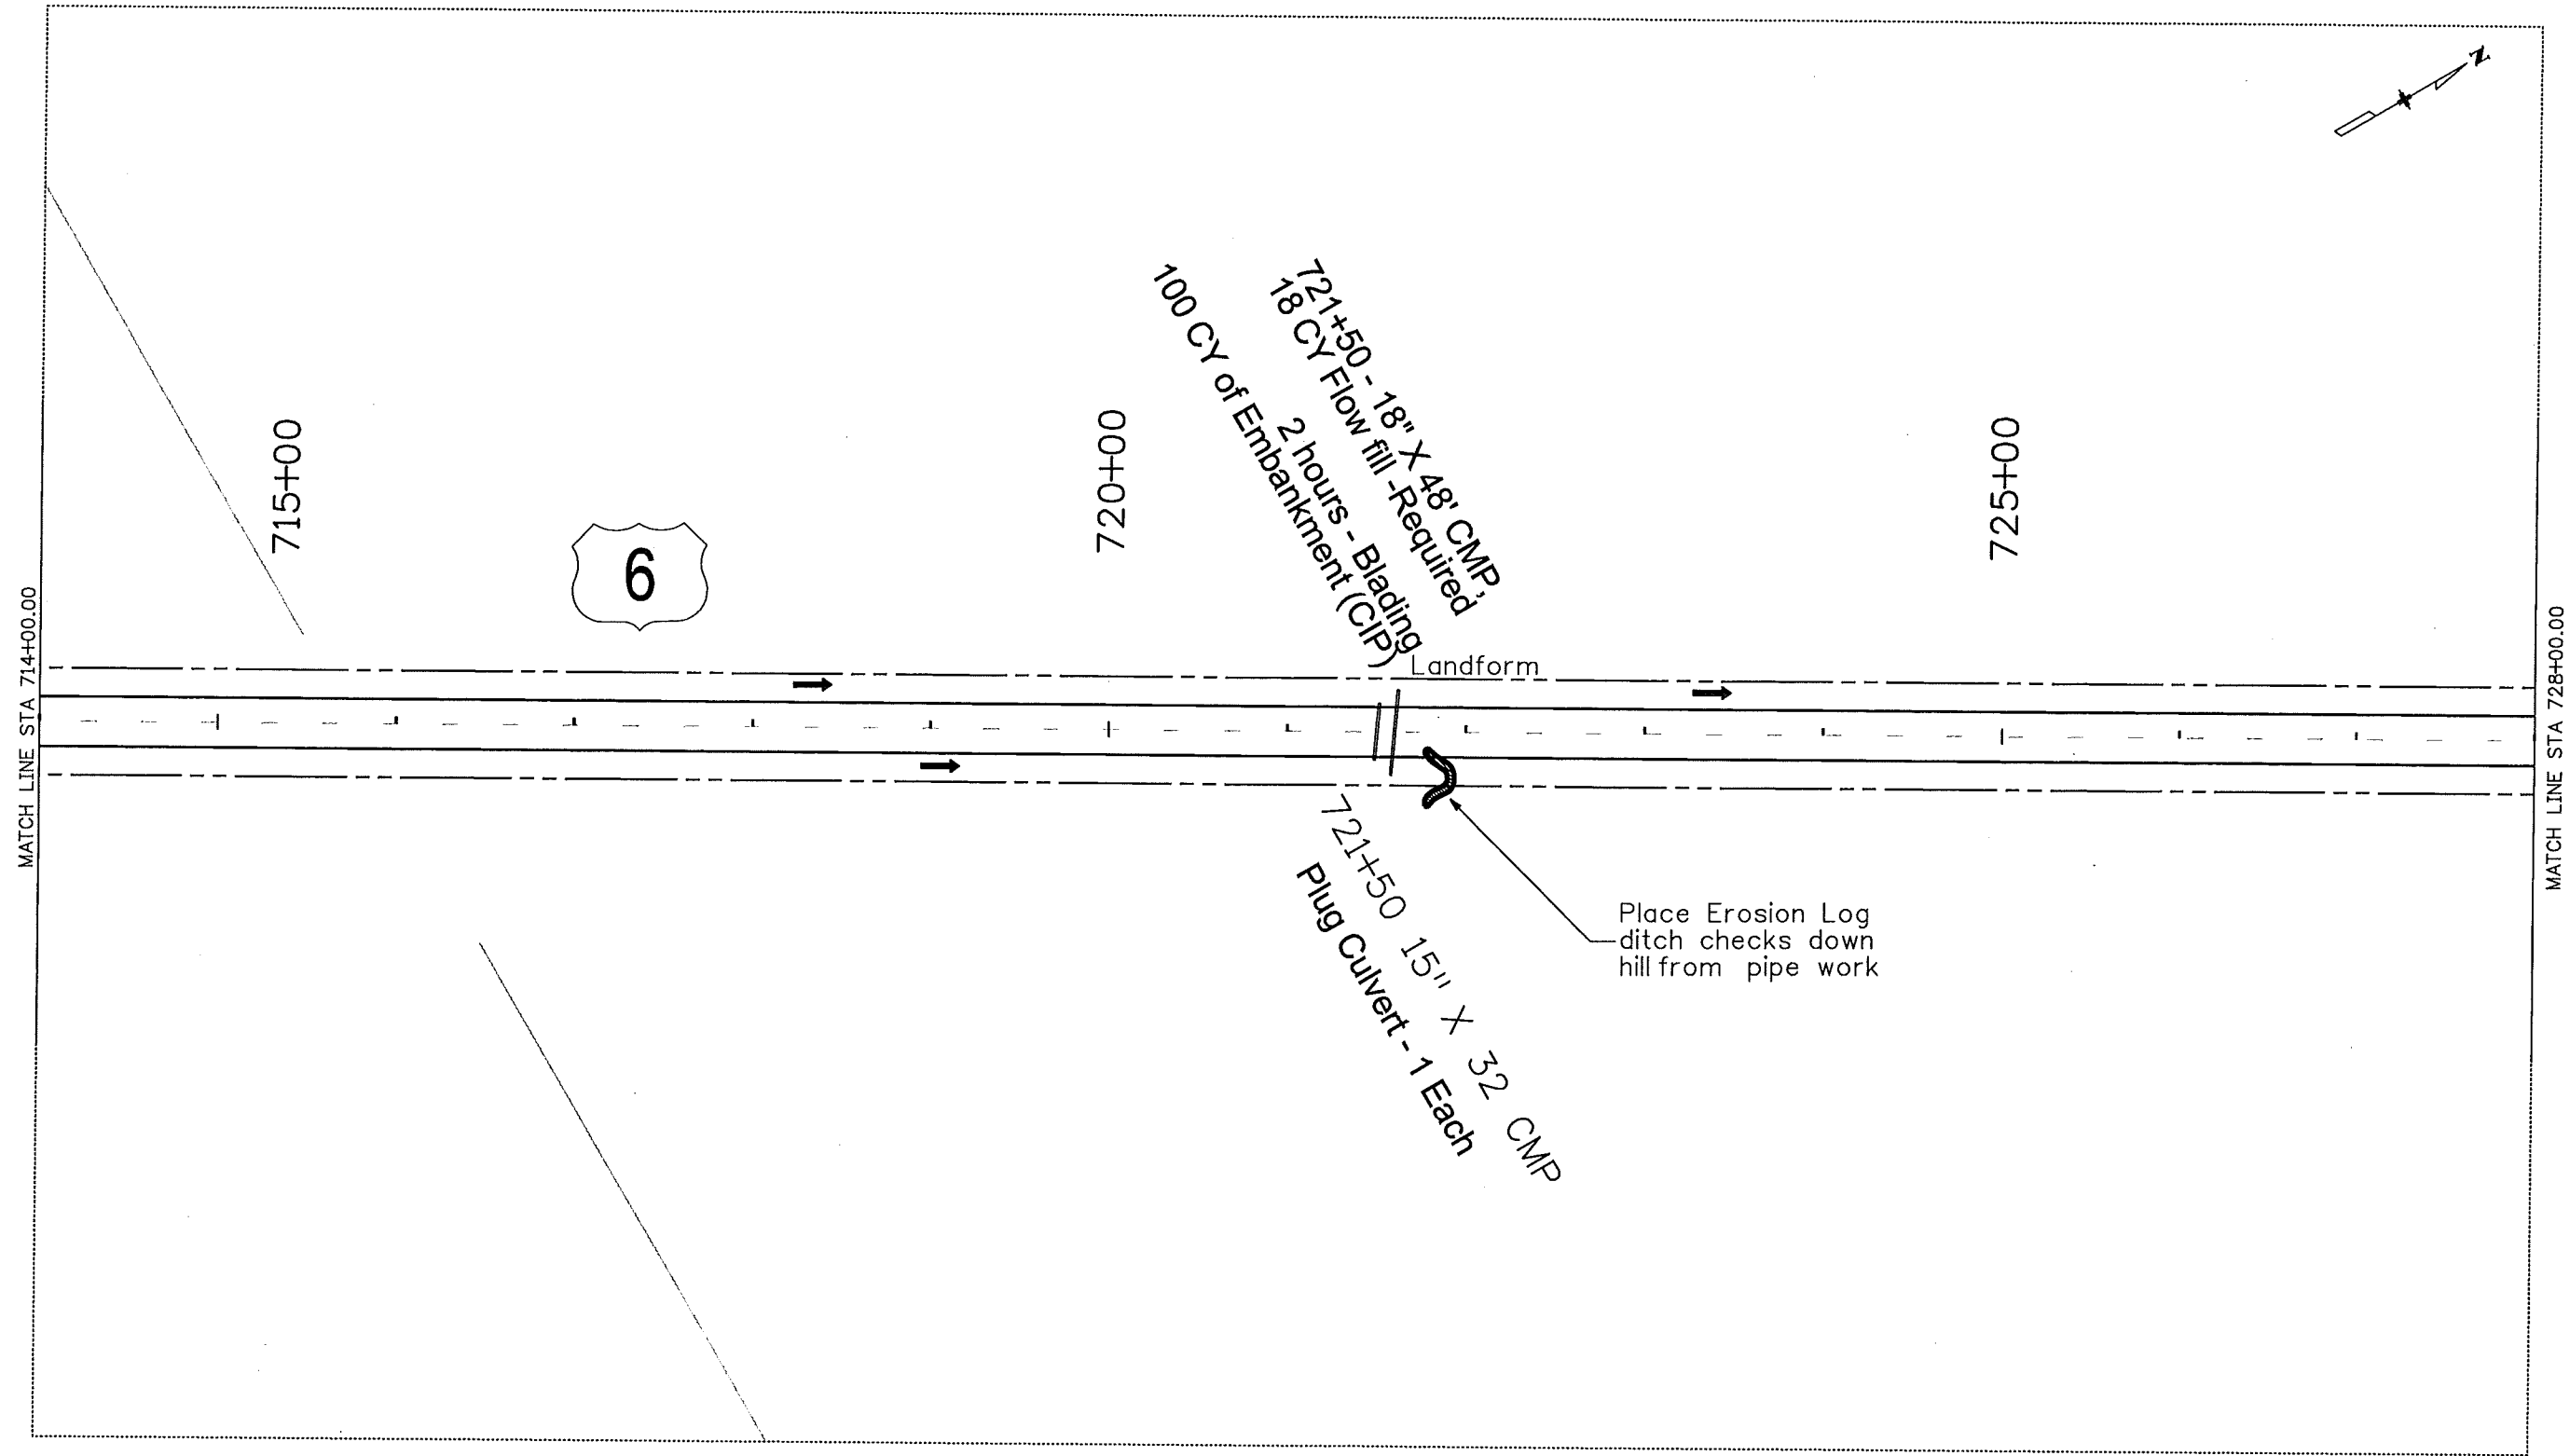 N
721+50 - 18" X 48' CMP,
18 CY Flow fill -Required
2 hours - Blading
100 CY of Embankment (CIP)
715+00
720+00
725+00
6
Landform
MATCH LINE STA 714+00.00
MATCH LINE STA 728+00.00
721+50 15" X 32 CMP
Plug Culvert - 1 Each
Place Erosion Log
ditch checks down
hill from pipe work